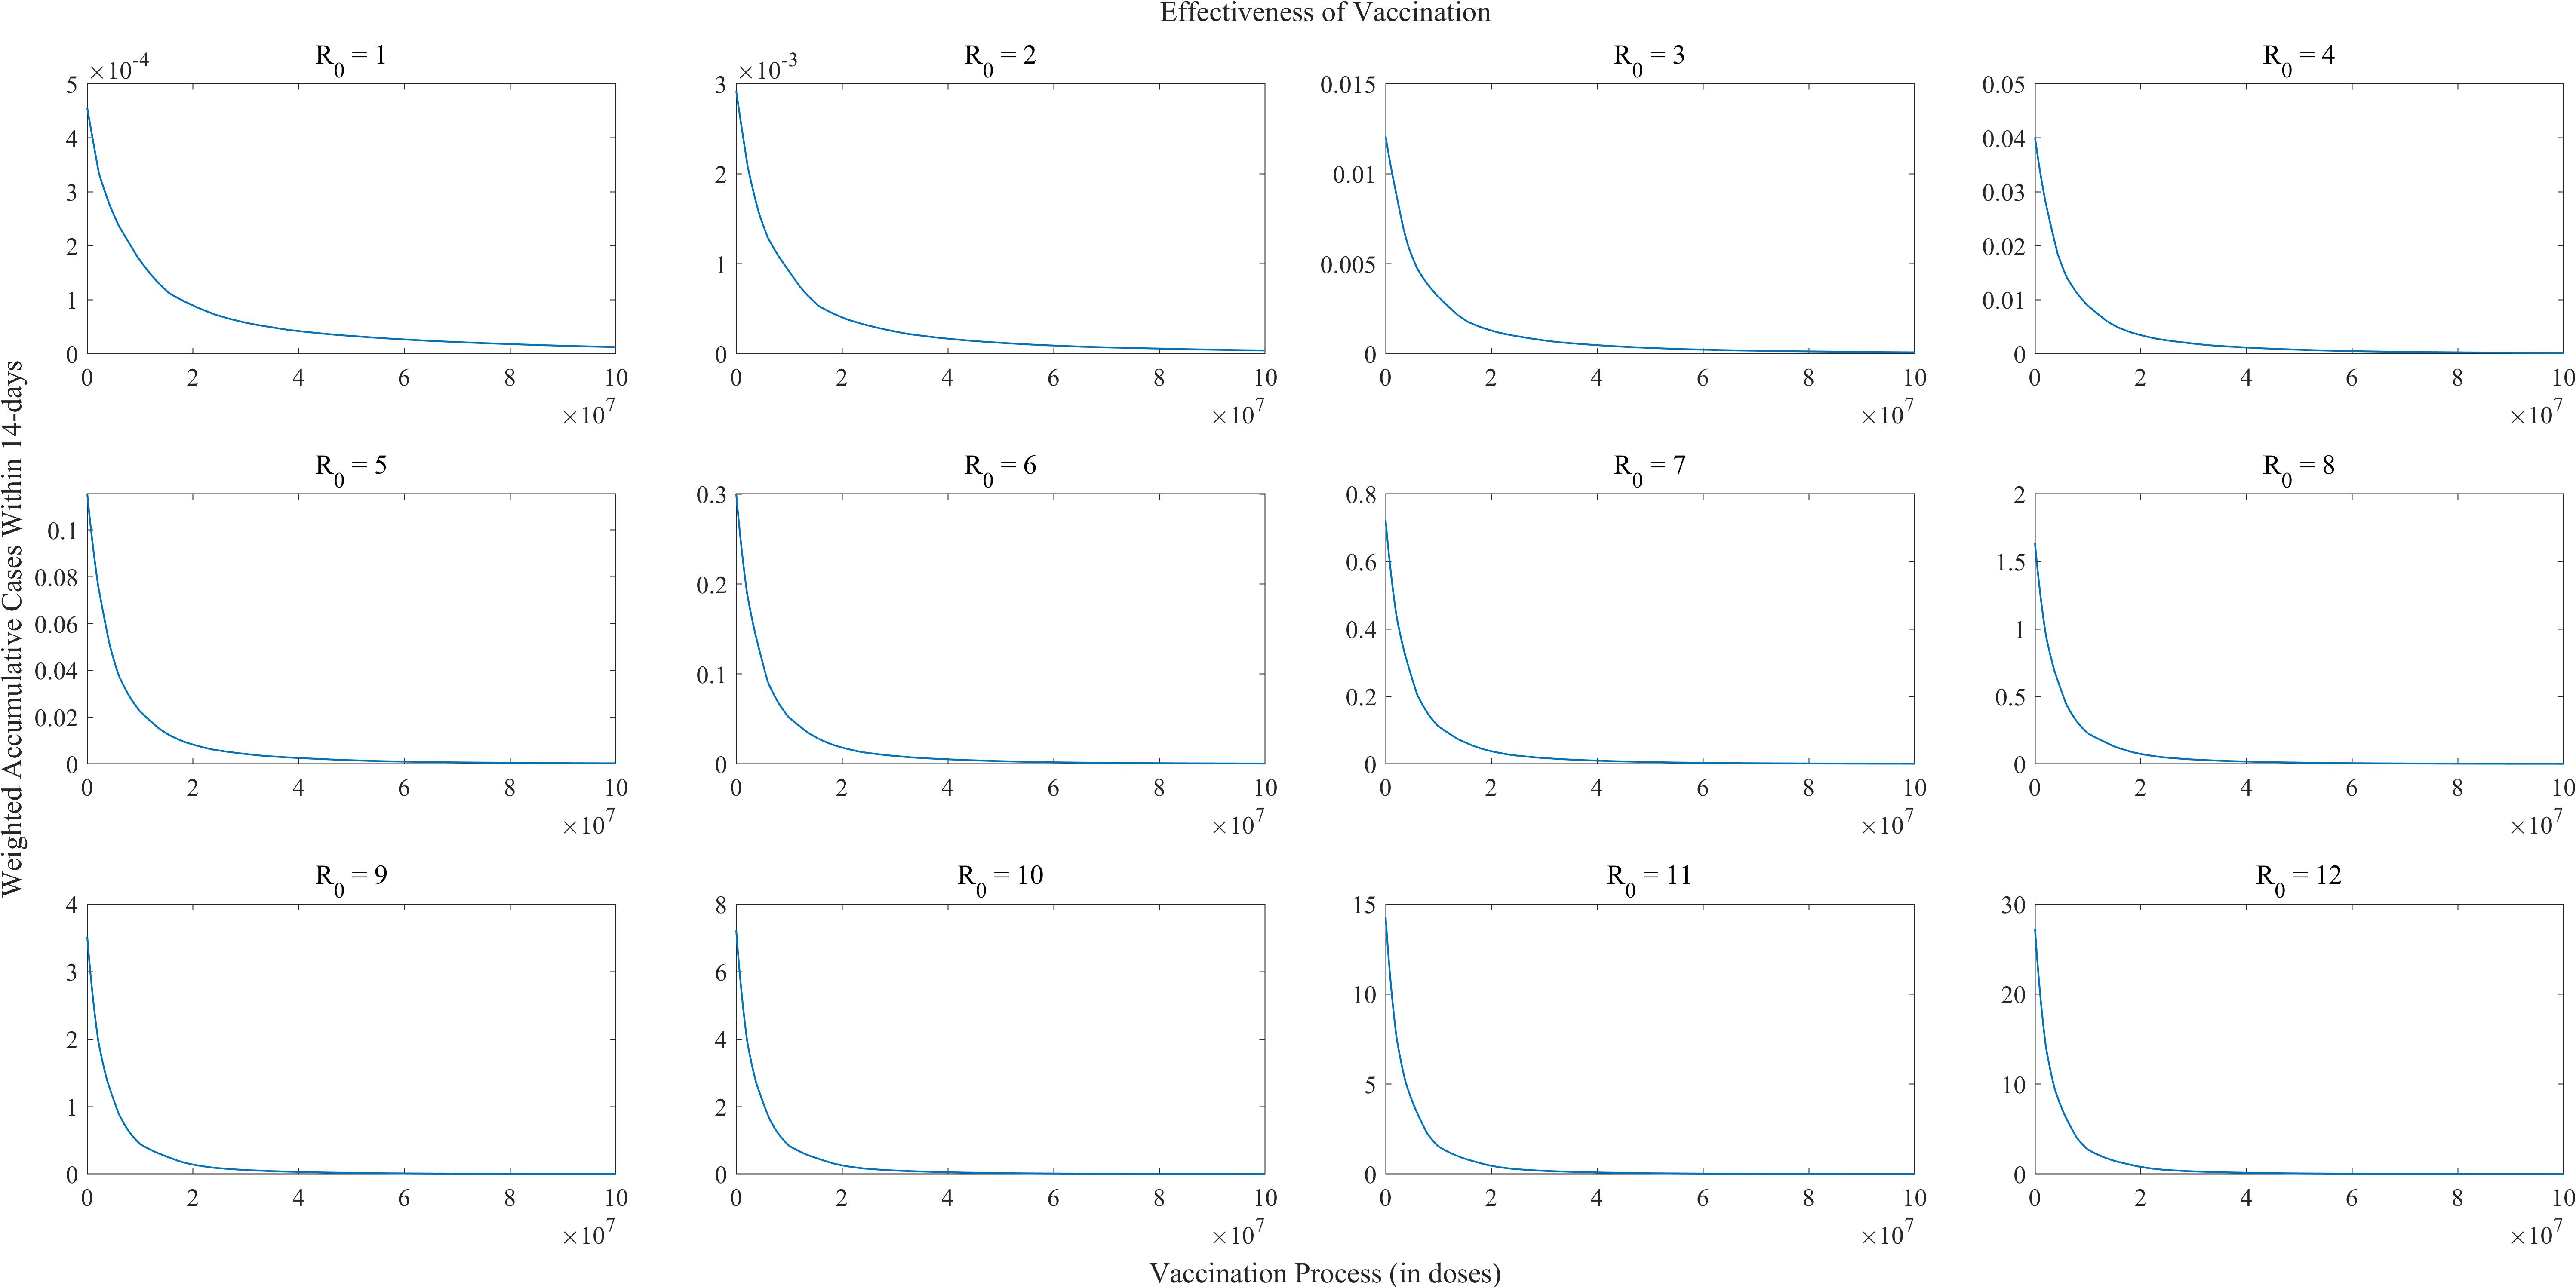 Effectiveness of Vaccination
R0 = 1
×10-4
5
4
3
2
1
0
0 2 4 6 8 10
×107
R0 = 2
×10-3
3
2
1
0
0 2 4 6 8 10
×107
R0 = 3
0.015
0.01
0.005
0
0 2 4 6 8 10
×107
R0 = 4
0.05
0.04
0.03
0.02
0.01
0
0 2 4 6 8 10
×107
R0 = 5
0.1
0.08
0.06
0.04
0.02
0
0 2 4 6 8 10
×107
R0 = 6
0.3
0.2
0.1
0
0 2 4 6 8 10
×107
R0 = 7
0.8
0.6
0.4
0.2
0
0 2 4 6 8 10
×107
R0 = 8
2
1.5
1
0.5
0
0 2 4 6 8 10
×107
R0 = 9
4
3
2
1
0
0 2 4 6 8 10
×107
R0 = 10
8
6
4
2
0
0 2 4 6 8 10
×107
R0 = 11
15
10
5
0
0 2 4 6 8 10
×107
R0 = 12
30
20
10
0
0 2 4 6 8 10
×107
Weighted Accumulative Cases Within 14-days
Vaccination Process (in doses)